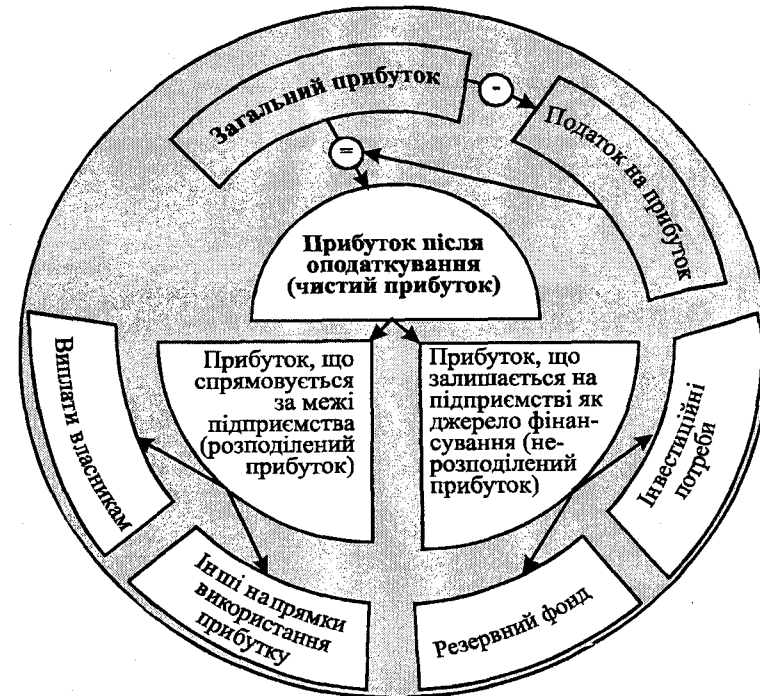 Загальний прибуток
-
Податок на прибуток
=
Прибуток після
оподаткування
(чистий прибуток)
Прибуток, що
спрямовується
за межі
підприємства
(розподілений
прибуток)
Прибуток, що
залишається на
підприємстві як
джерело фінан-
сування (не-
розподілений
прибуток)
Виплати власникам
Інвестиційні
потреби
Інші напрямки
використання
прибутку
Резервний фонд